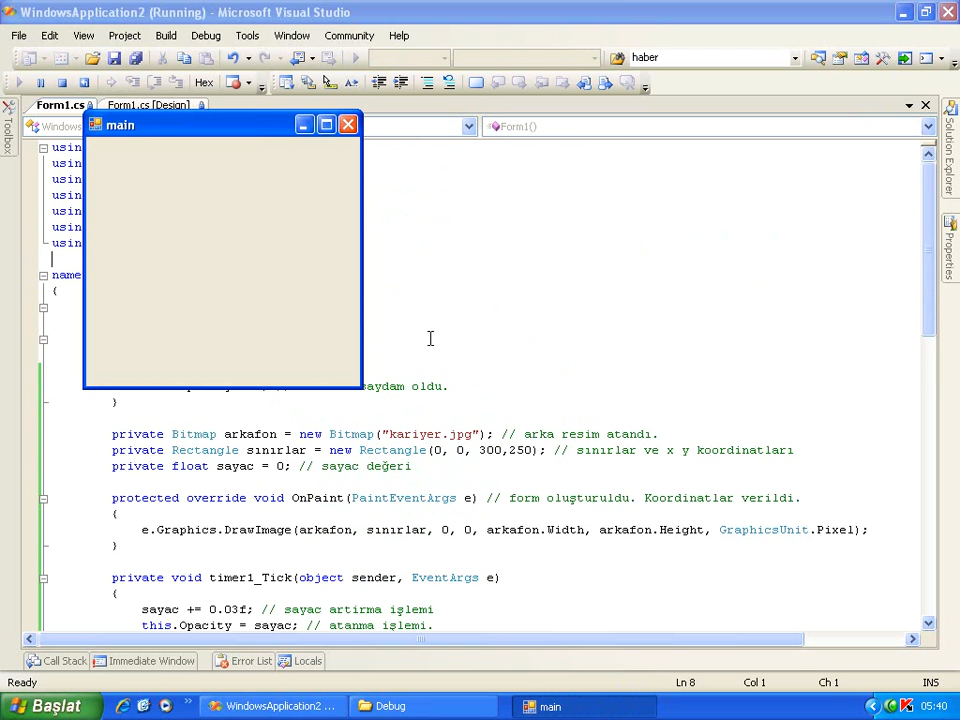 WindowsApplication2 (Running) - Microsoft Visual Studio
File Edit View Project Build Debug Tools Window Community Help
haber
Hex
Form1.cs Form1.cs [Design]
Toolbox
Solution Explorer
Properties
main
Windows
Form1()
usin
usin
usin
usin
usin
usin
usin
name
{
saydam oldu.
}
private Bitmap arkafon = new Bitmap("kariyer.jpg"); // arka resim atandı.
private Rectangle sınırlar = new Rectangle(0, 0, 300,250); // sınırlar ve x y koordinatları
private float sayac = 0; // sayac değeri
protected override void OnPaint(PaintEventArgs e) // form oluşturuldu. Koordinatlar verildi.
{
e.Graphics.DrawImage(arkafon, sınırlar, 0, 0, arkafon.Width, arkafon.Height, GraphicsUnit.Pixel);
}
private void timer1_Tick(object sender, EventArgs e)
{
sayac += 0.03f; // sayac artirma işlemi
this.Opacity = sayac; // atanma işlemi.
Call Stack Immediate Window Error List Locals
Ready Ln 8 Col 1 Ch 1 INS
Başlat WindowsApplication2 ... Debug main 05:40